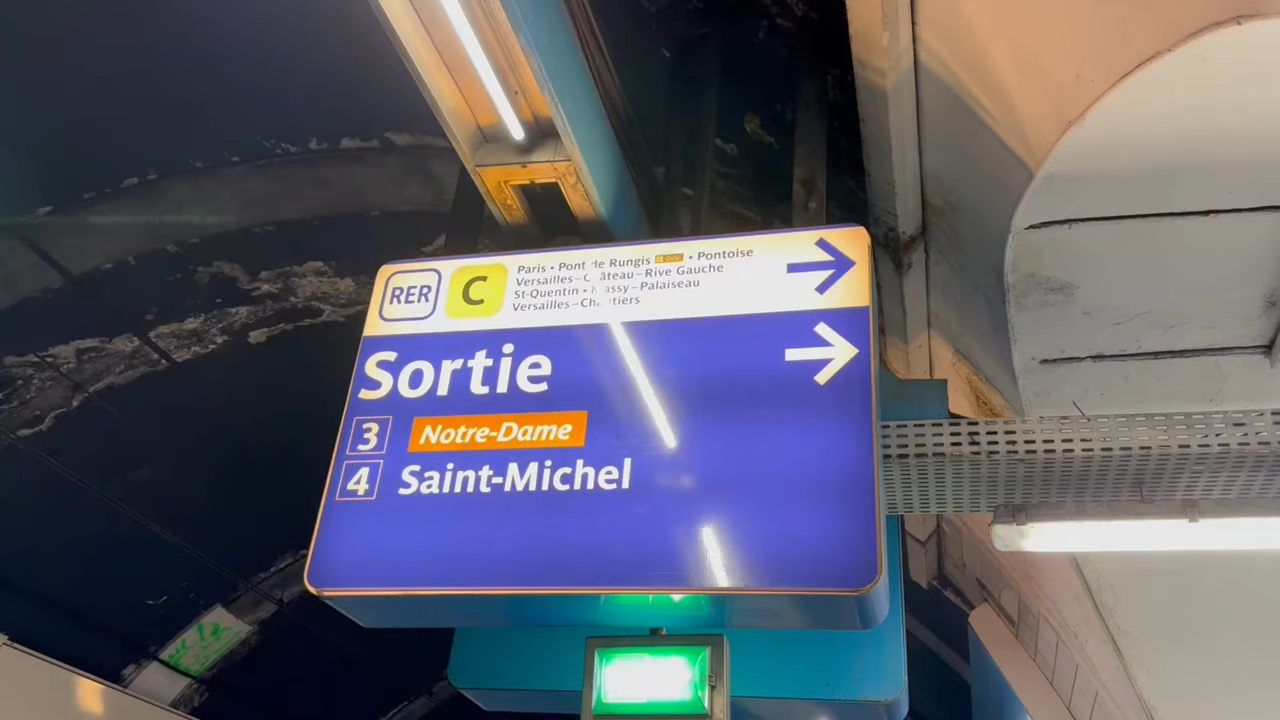 RER C
Paris • Pont de Rungis • Pontoise
Versailles-Château-Rive Gauche
St-Quentin • Massy-Palaiseau
Versailles-Chantiers
Sortie
3 Notre-Dame
4 Saint-Michel